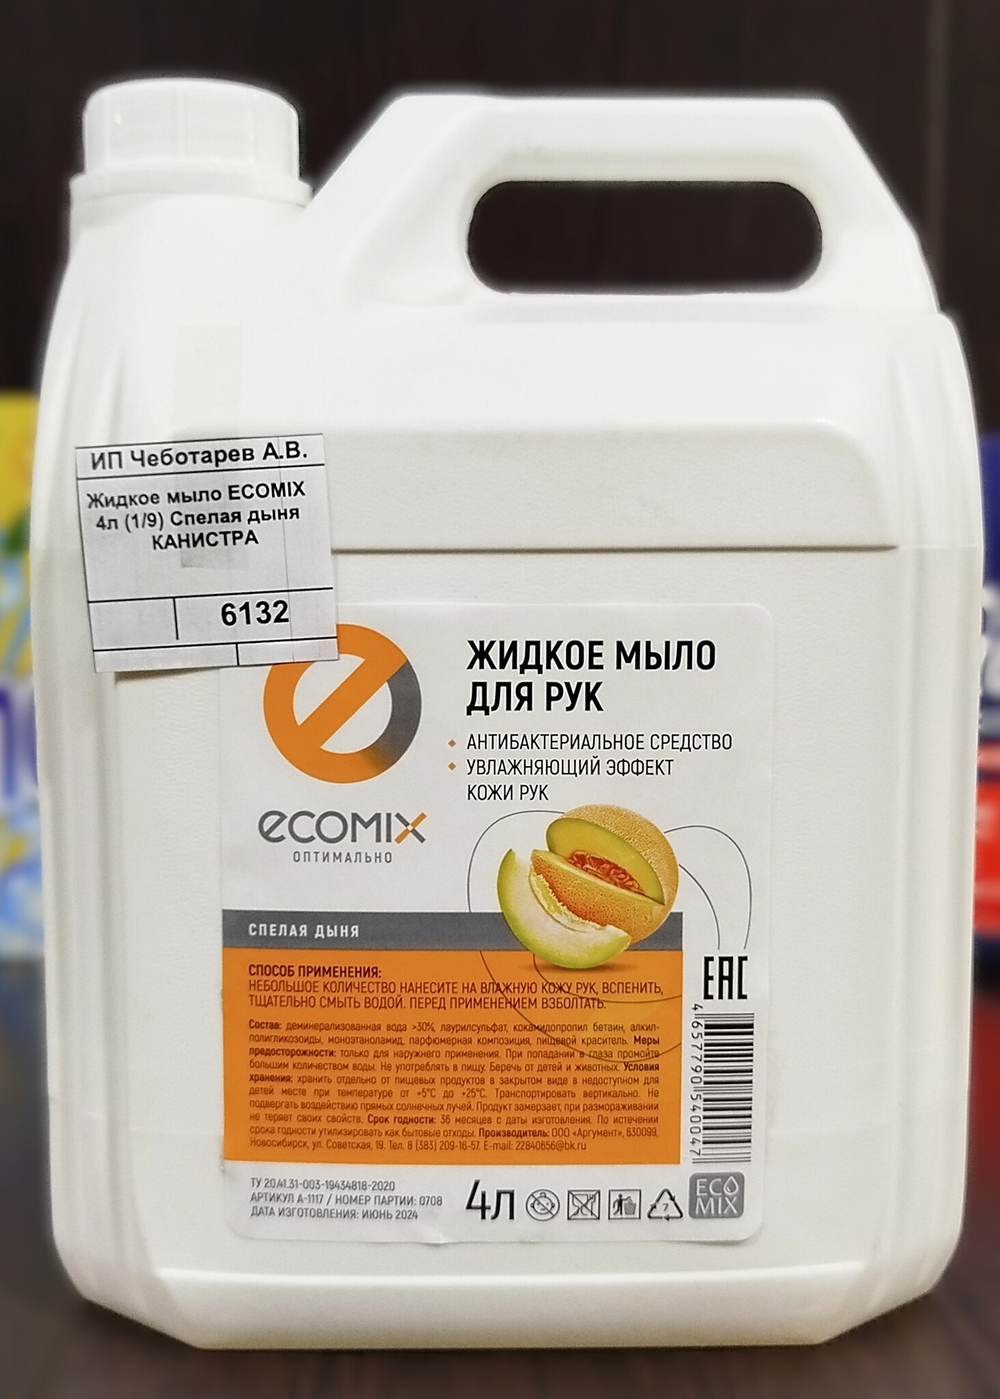 ИП Чеботарев А.В.
Жидкое мыло ECOMIX
4л (1/9) Спелая дыня
КАНИСТРА
6132
ЖИДКОЕ МЫЛО
ДЛЯ РУК
АНТИБАКТЕРИАЛЬНОЕ СРЕДСТВО
УВЛАЖНЯЮЩИЙ ЭФФЕКТ
КОЖИ РУК
ecomix
ОПТИМАЛЬНО
СПЕЛАЯ ДЫНЯ
СПОСОБ ПРИМЕНЕНИЯ:
НЕБОЛЬШОЕ КОЛИЧЕСТВО НАНЕСИТЕ НА ВЛАЖНУЮ КОЖУ РУК, ВСПЕНИТЬ,
ТЩАТЕЛЬНО СМЫТЬ ВОДОЙ. ПЕРЕД ПРИМЕНЕНИЕМ ВЗБОЛТАТЬ.
Состав: деминерализованная вода >30%, лаурилсульфат, кокамидопропил бетаин, алкил-
полигликозоиды, моноэтаноламид, парфюмерная композиция, пищевой краситель. Меры
предосторожности: только для наружнего применения. При попадании в глаза промойте
большим количеством воды. Не употреблять в пищу. Беречь от детей и животных. Условия
хранения: хранить отдельно от пищевых продуктов в закрытом виде в недоступном для
детей месте при температуре от +5°С до +25°С. Транспортировать вертикально. Не
подвергать воздействию прямых солнечных лучей. Продукт замерзает, при размораживании
не теряет своих свойств. Срок годности: 36 месяцев с даты изготовления. По истечении
срока годности утилизировать как бытовые отходы. Производитель: ООО «Аргумент», 630099,
Новосибирск, ул. Советская, 19. Тел. 8 (383) 209-16-57. E-mail: 22840656@bk.ru
ЕАС
4657790540047
ТУ 20.41.31-003-19434818-2020
АРТИКУЛ А-1117 / НОМЕР ПАРТИИ: 0708
ДАТА ИЗГОТОВЛЕНИЯ: ИЮНЬ 2024
4л
7
ECO
MIX